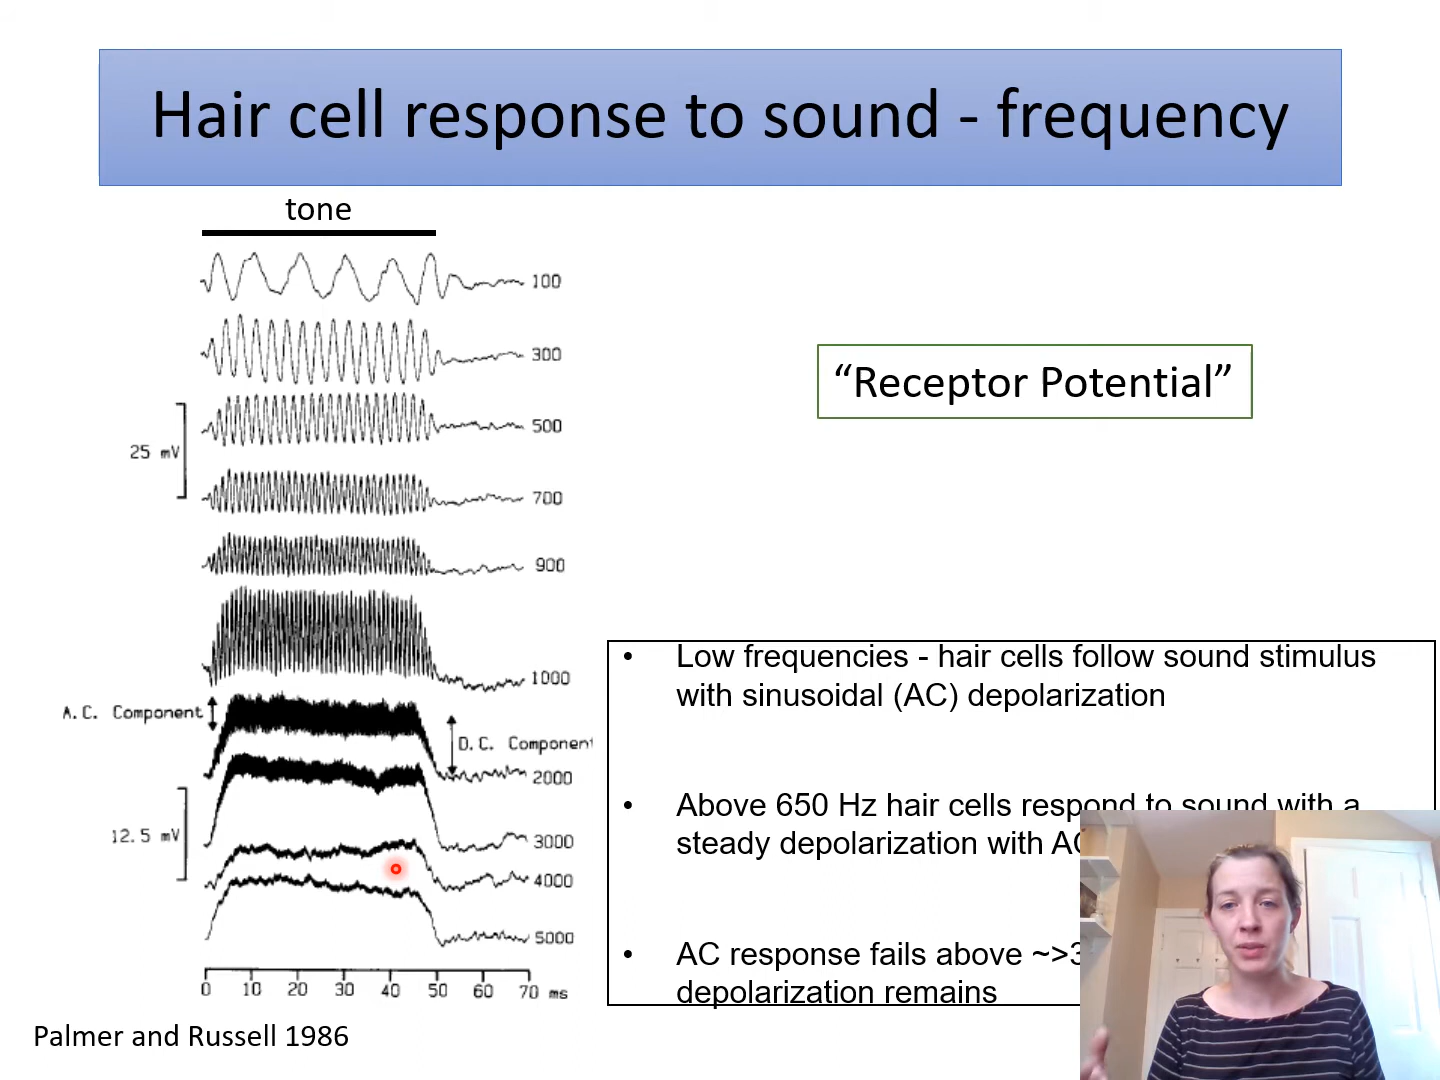 Hair cell response to sound - frequency
tone
100
300
500
25 mV
700
900
1000
A.C. Component
D.C. Component
2000
12.5 mV
3000
4000
5000
0 10 20 30 40 50 60 70 ms
Palmer and Russell 1986
“Receptor Potential”
• Low frequencies - hair cells follow sound stimulus
with sinusoidal (AC) depolarization
• Above 650 Hz hair cells respond to sound with a
steady depolarization with
• AC response fails above
depolarization remains